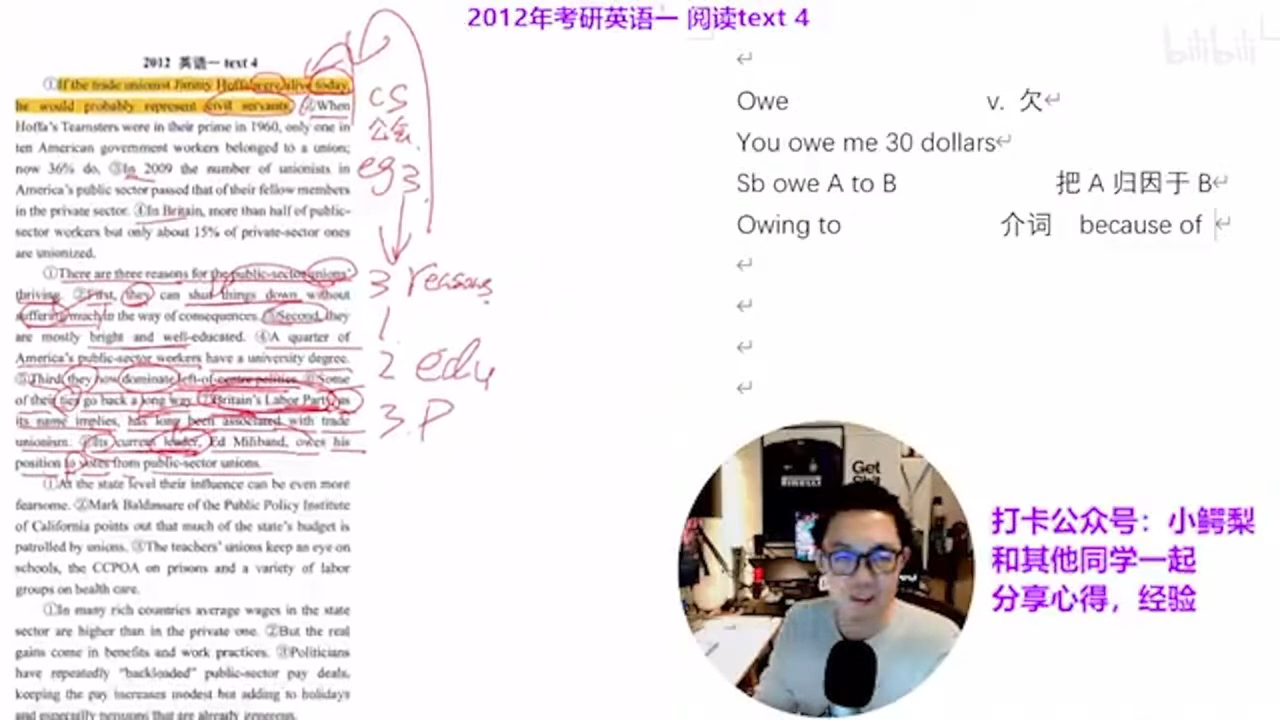 2012年考研英语一 阅读text 4
bilibili
2012 英语一 text 4
①If the trade unionist Jimmy Hoffa were alive today,
he would probably represent civil servants. ②When
Hoffa's Teamsters were in their prime in 1960, only one in
ten American government workers belonged to a union;
now 36% do. ③In 2009 the number of unionists in
America's public sector passed that of their fellow members
in the private sector. ④In Britain, more than half of public-
sector workers but only about 15% of private-sector ones
are unionized.
①There are three reasons for the public-sector unions'
thriving. ②First, they can shut things down without
suffering much in the way of consequences. ③Second, they
are mostly bright and well-educated. ④A quarter of
America's public-sector workers have a university degree.
⑤Third, they now dominate left-of-centre politics. ⑥Some
of their ties go back a long way. ⑦Britain's Labor Party, as
its name implies, has long been associated with trade
unionism. ⑧Its current leader, Ed Miliband, owes his
position to votes from public-sector unions.
①At the state level their influence can be even more
fearsome. ②Mark Baldassare of the Public Policy Institute
of California points out that much of the state's budget is
patrolled by unions. ③The teachers' unions keep an eye on
schools, the CCPOA on prisons and a variety of labor
groups on health care.
①In many rich countries average wages in the state
sector are higher than in the private one. ②But the real
gains come in benefits and work practices. ③Politicians
have repeatedly "backloaded" public-sector pay deals,
keeping the pay increases modest but adding to holidays
and especially pensions that are already generous.
CS
公会
eg 3
3 reasons
1.
2 edu
3. P
Owe v. 欠
You owe me 30 dollars
Sb owe A to B 把 A 归因于 B
Owing to 介词 because of
PIRELLI
Get
打卡公众号：小鳄梨
和其他同学一起
分享心得，经验